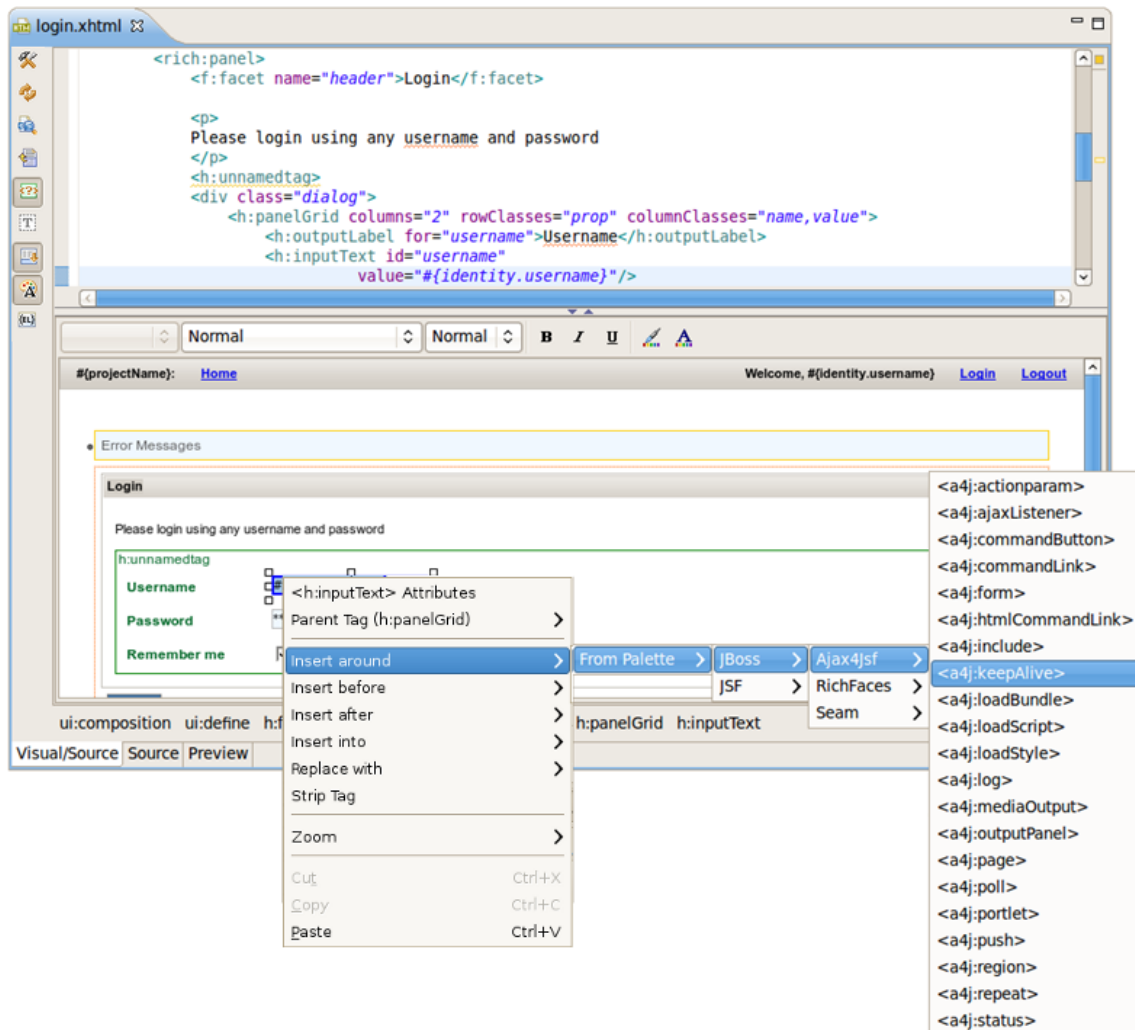 login.xhtml
<rich:panel>
<f:facet name="header">Login</f:facet>
<p>
Please login using any username and password
</p>
<h:unnamedtag>
<div class="dialog">
<h:panelGrid columns="2" rowClasses="prop" columnClasses="name,value">
<h:outputLabel for="username">Username</h:outputLabel>
<h:inputText id="username"
value="#{identity.username}"/>
Normal Normal B I U A
#{projectName}: Home Welcome, #{identity.username} Login Logout
Error Messages
Login
Please login using any username and password
h:unnamedtag
Username
Password
Remember me
ui:composition ui:define h:panelGrid h:inputText
Visual/Source Source Preview
<h:inputText> Attributes
Parent Tag (h:panelGrid)
Insert around
Insert before
Insert after
Insert into
Replace with
Strip Tag
Zoom
Cut Ctrl+X
Copy Ctrl+C
Paste Ctrl+V
From Palette
JBoss
JSF
Ajax4Jsf
RichFaces
Seam
<a4j:actionparam>
<a4j:ajaxListener>
<a4j:commandButton>
<a4j:commandLink>
<a4j:form>
<a4j:htmlCommandLink>
<a4j:include>
<a4j:keepAlive>
<a4j:loadBundle>
<a4j:loadScript>
<a4j:loadStyle>
<a4j:log>
<a4j:mediaOutput>
<a4j:outputPanel>
<a4j:page>
<a4j:poll>
<a4j:portlet>
<a4j:push>
<a4j:region>
<a4j:repeat>
<a4j:status>